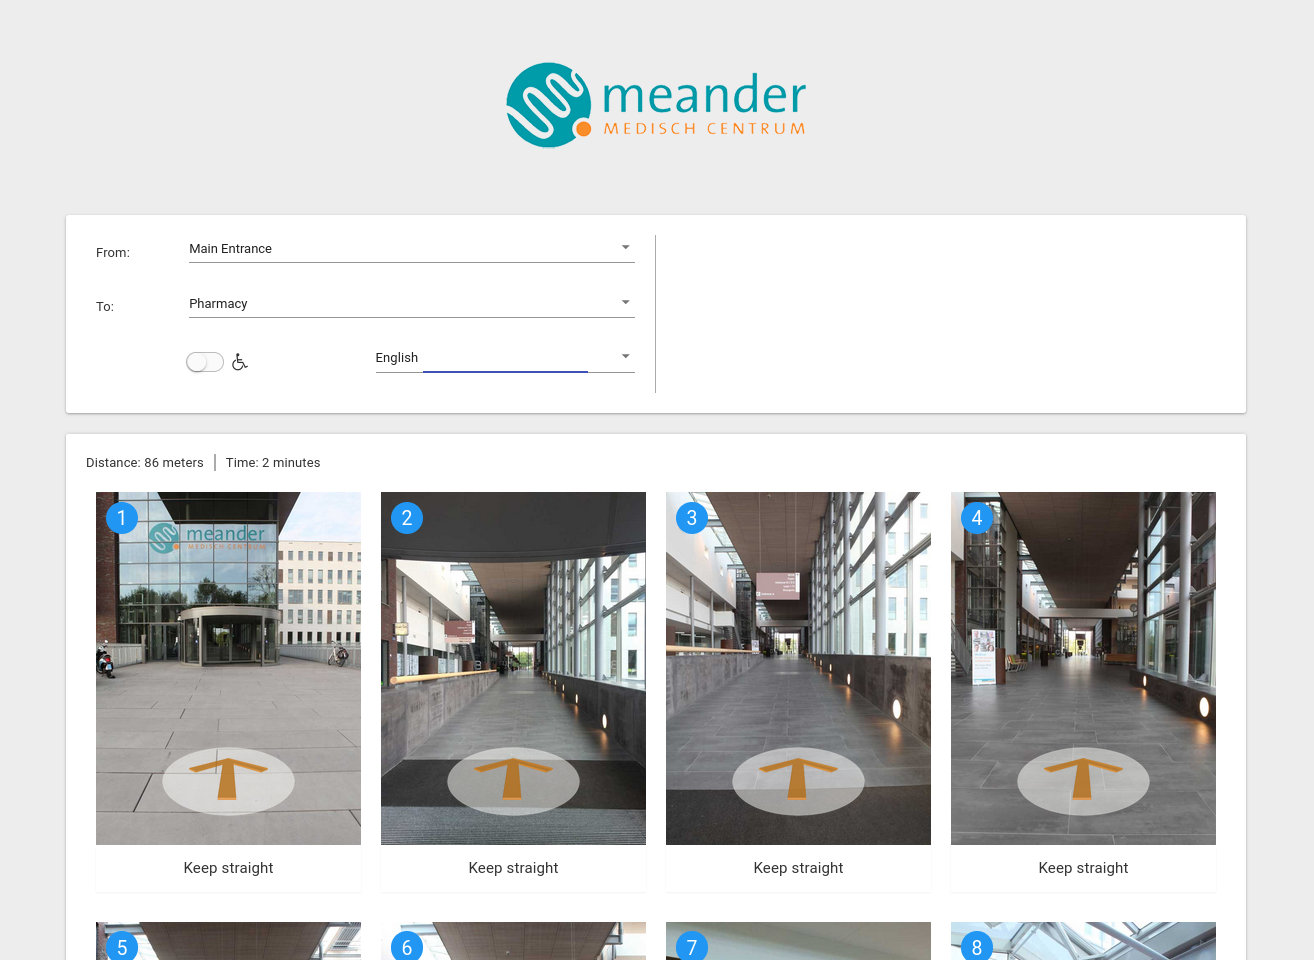 meander
MEDISCH CENTRUM
From:
Main Entrance
To:
Pharmacy
English
Distance: 86 meters
Time: 2 minutes
1
meander
MEDISCH CENTRUM
2
3
4
Keep straight
Keep straight
Keep straight
Keep straight
5
6
7
8